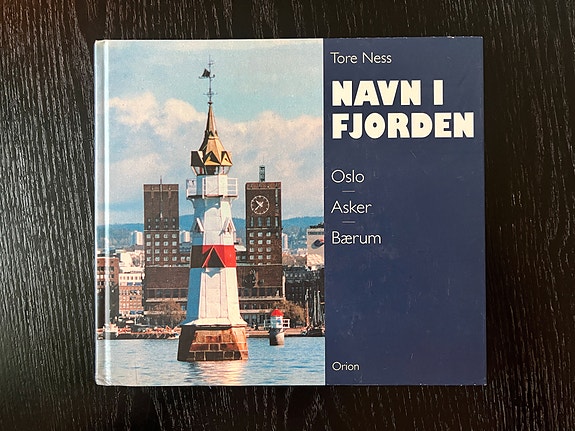 Tore Ness
NAVN I
FJORDEN
Oslo
Asker
Bærum
Orion